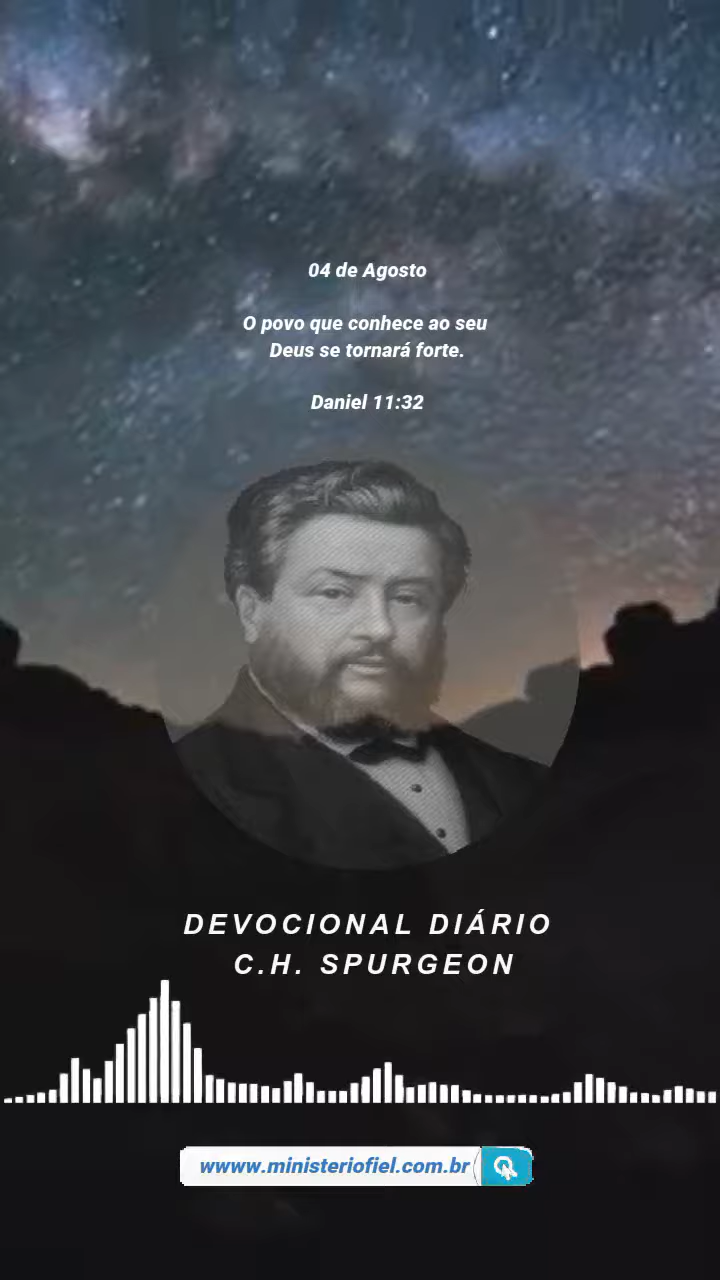 04 de Agosto
O povo que conhece ao seu
Deus se tornará forte.
Daniel 11:32
DEVOCIONAL DIÁRIO
C.H. SPURGEON
wwww.ministeriofiel.com.br